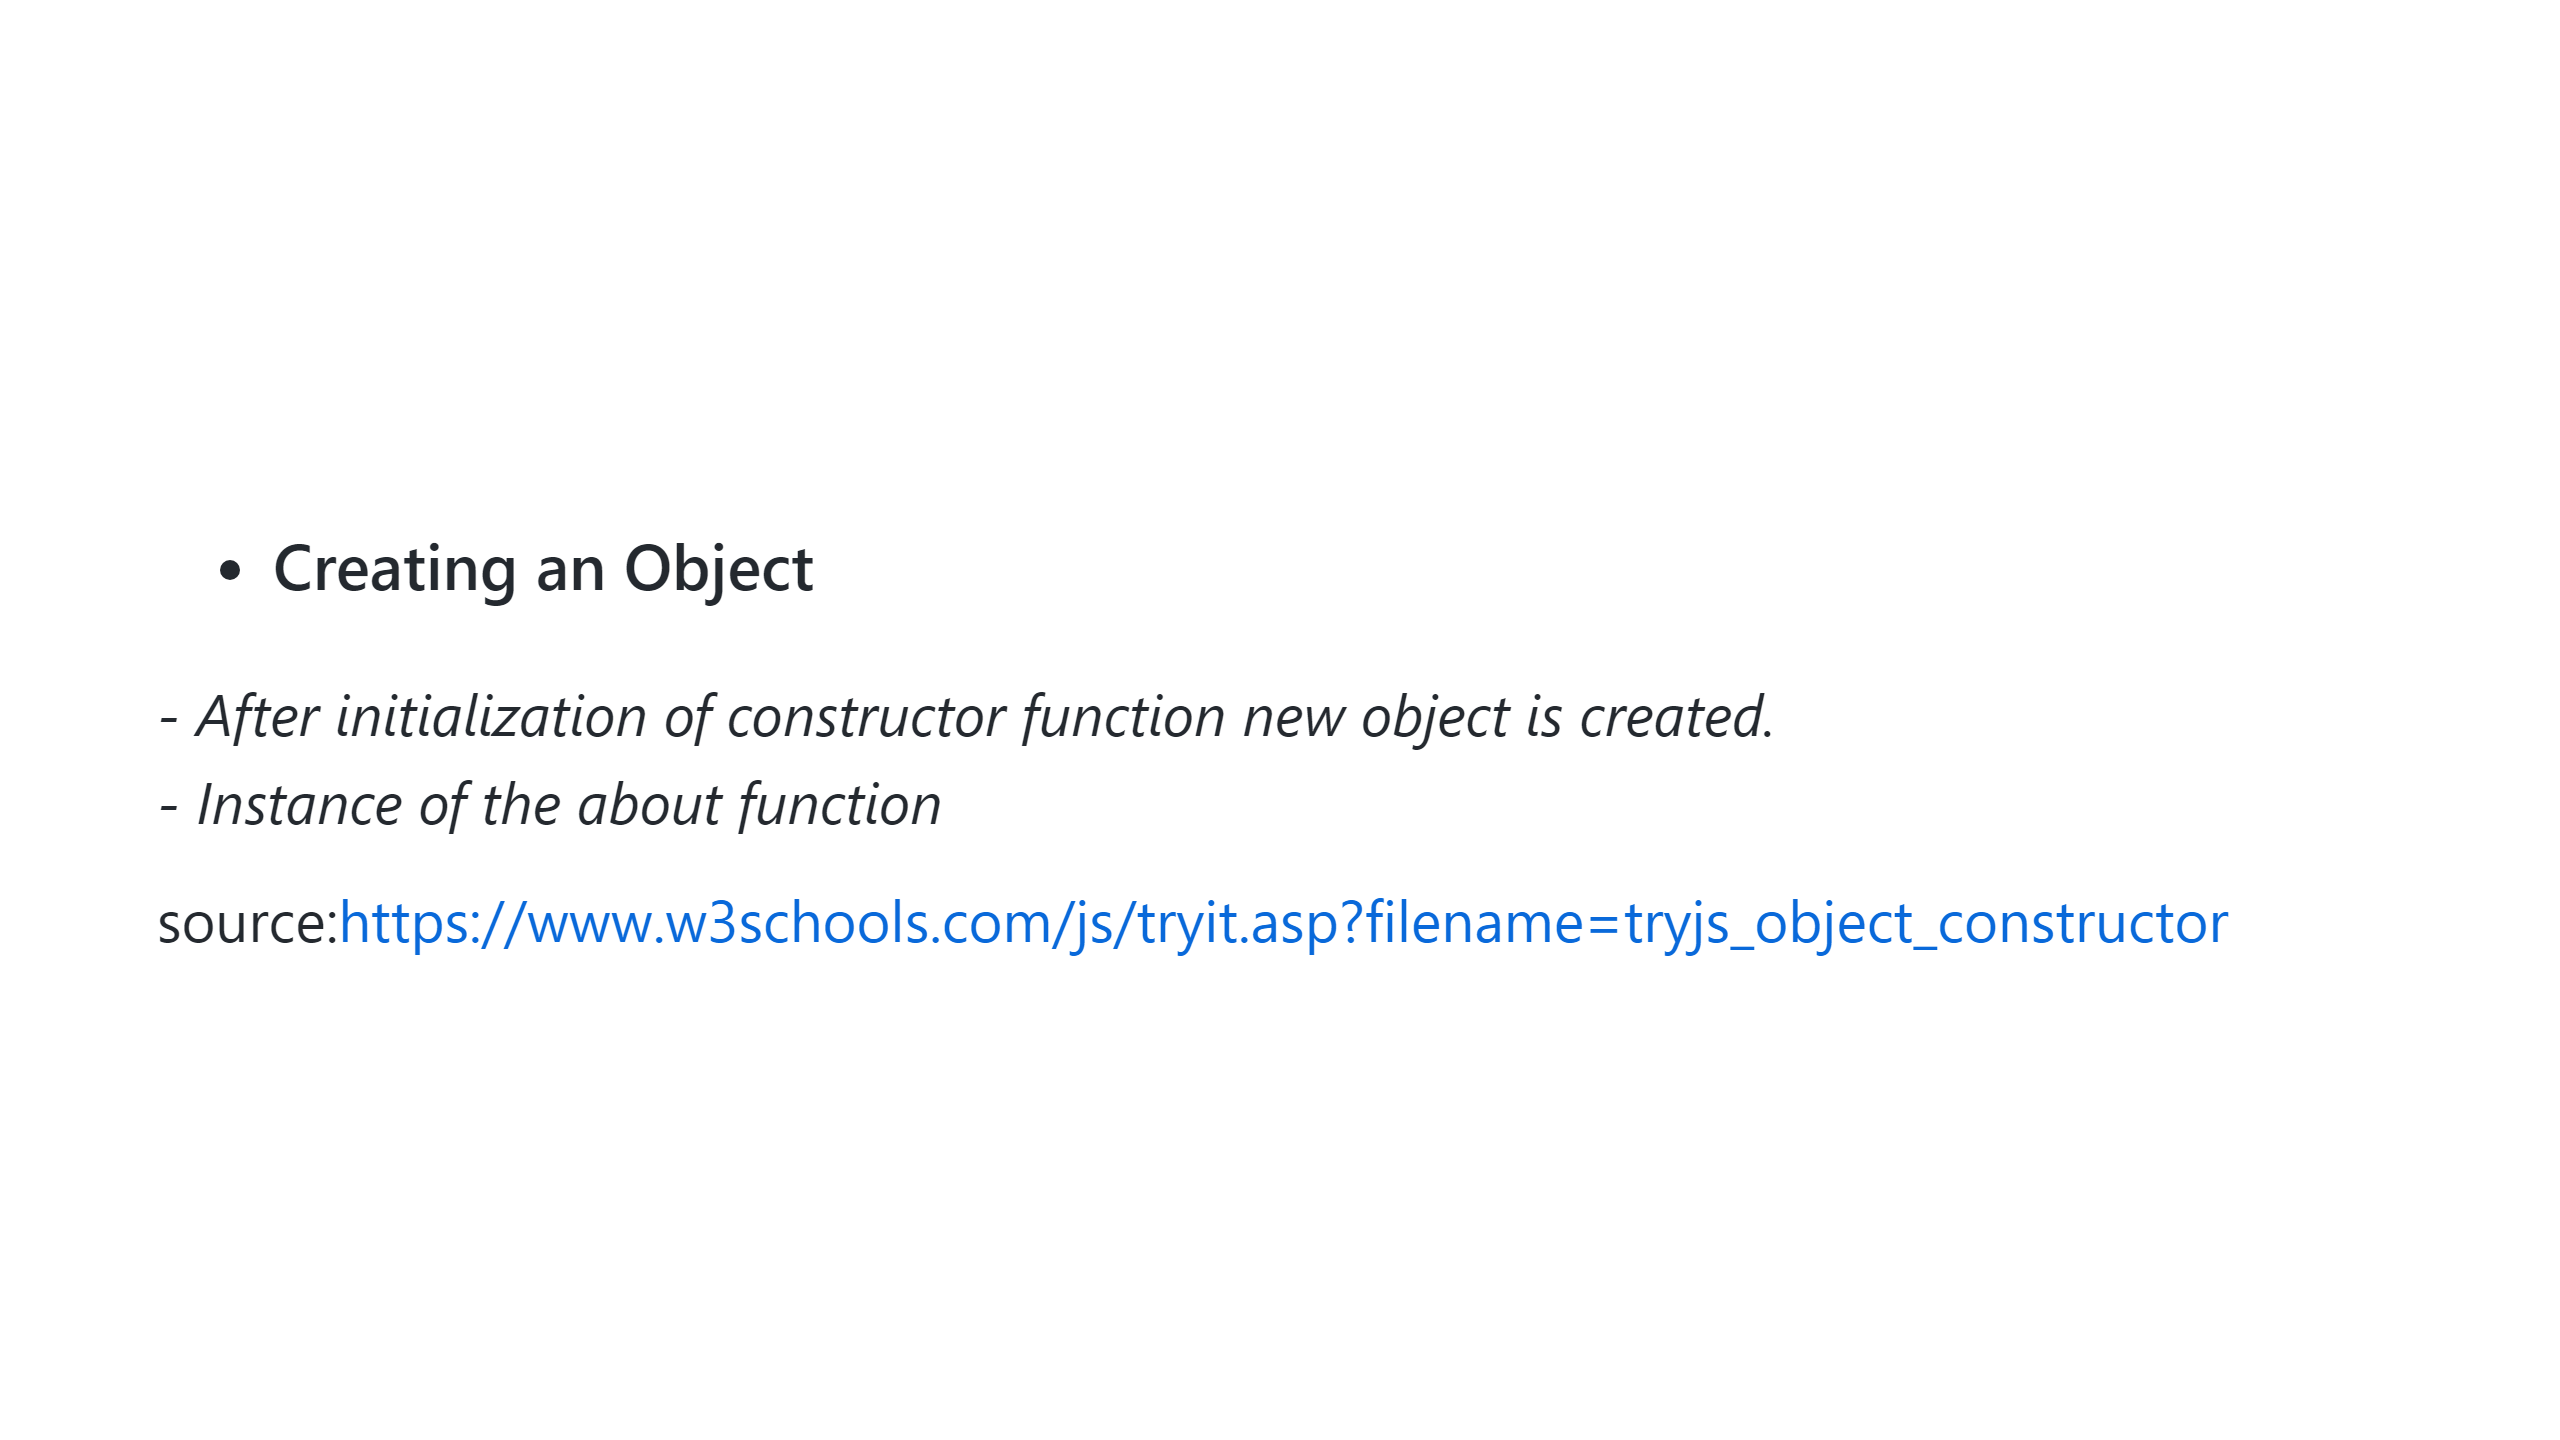 • Creating an Object
- After initialization of constructor function new object is created.
- Instance of the about function
source:https://www.w3schools.com/js/tryit.asp?filename=tryjs_object_constructor